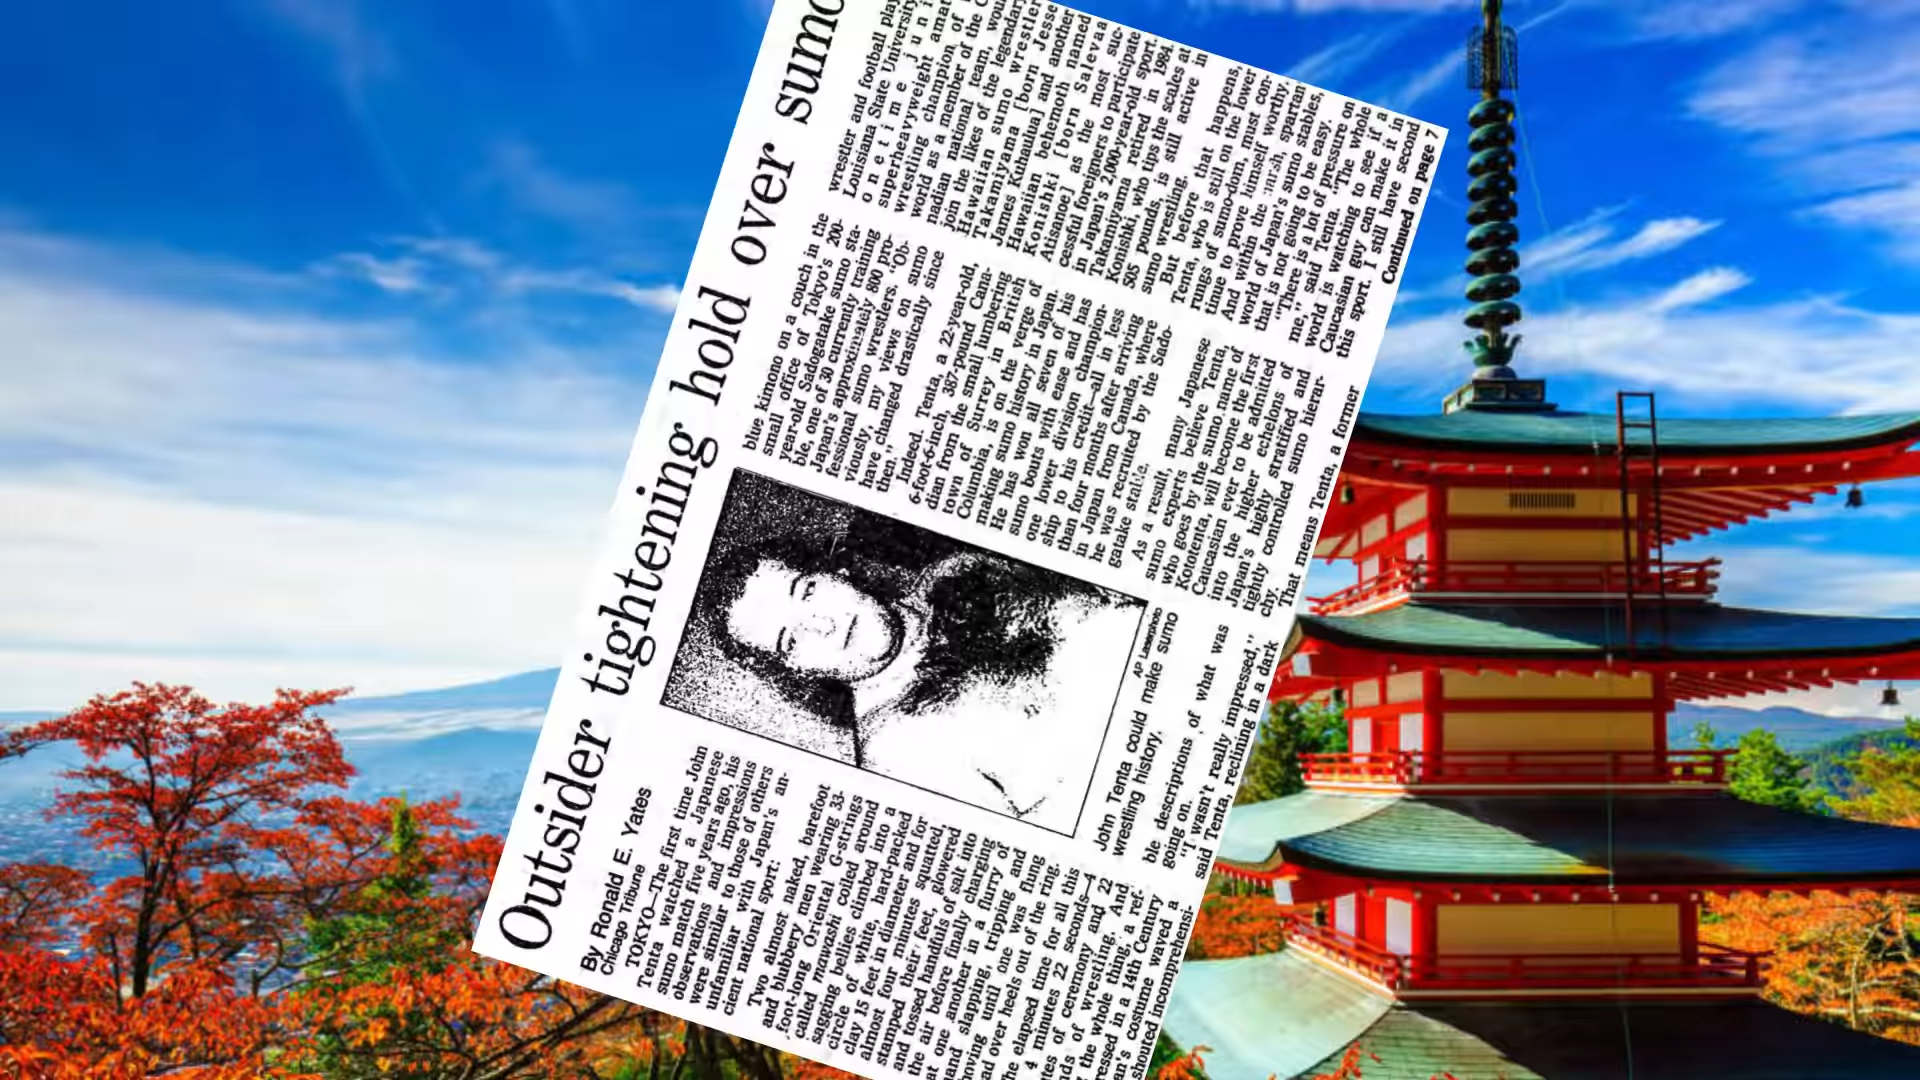 Outsider tightening hold over sumo
By Ronald E. Yates
Chicago Tribune
TOKYO—The first time John
Tenta watched a Japanese
sumo match five years ago, his
observations and impressions
were similar to those of others
unfamiliar with Japan's an-
cient national sport:
Two almost naked, barefoot
and blubbery men wearing 33-
foot-long Oriental G-strings
called mawashi coiled around
sagging bellies climbed into a
circle of white, hard-packed
clay 15 feet in diameter and for
almost four minutes squatted,
stamped their feet, glowered
and tossed handfuls of salt into
the air before finally charging
at one another in a flurry of
and slapping, tripping and
until one was flung
over heels out of the ring.
elapsed time for all this
4 minutes 22 seconds—4
of ceremony and 22
of wrestling. And
the whole thing, a ref-
in a 14th Century
costume waved a
shouted incomprehensi-
AP Laserphoto
John Tenta could make sumo
wrestling history.
ble descriptions of what was
going on.
"I wasn't really impressed,"
said Tenta, reclining in a dark
blue kimono on a couch in the
small office of Tokyo's 200-
year-old Sadogatake sumo sta-
ble, one of 30 currently training
Japan's approximately 800 pro-
fessional sumo wrestlers. "Ob-
viously, my views on sumo
have changed drastically since
then."
Indeed. Tenta, a 22-year-old,
6-foot-6-inch, 387-pound Cana-
dian from the small lumbering
town of Surrey in British
Columbia, is on the verge of
making sumo history in Japan.
He has won all seven of his
sumo bouts with ease and has
one lower division champion-
ship to his credit—all in less
than four months after arriving
in Japan from Canada, where
he was recruited by the Sado-
gatake stable.
As a result, many Japanese
sumo experts believe Tenta,
who goes by the sumo name of
Kototenta, will become the first
Caucasian ever to be admitted
into the higher echelons of
Japan's highly stratified and
tightly controlled sumo hierar-
chy.
That means Tenta, a former
wrestler and football
Louisiana State University
onetime
superheavyweight
wrestling champion of
world as a member of the
nadian national team,
join the likes of the legendary
Hawaiian sumo wrestler
Takamiyama [born Jesse
James Kuhaulua] and another
Hawaiian behemoth named
Konishki [born Salevaa
Atisanoe] as the most suc-
cessful foreigners to participate
in Japan's 2,000-year-old sport.
Takamiyama retired in 1984.
Konishki, who tips the scales at
585 pounds, is still active in
sumo wrestling.
But before that happens,
Tenta, who is still on the lower
rungs of sumo-dom, must con-
tinue to prove himself worthy.
And within the harsh, spartan
world of Japan's sumo stables,
that is not going to be easy.
"There is a lot of pressure on
me," said Tenta. "The whole
world is watching to see if a
Caucasian guy can make it in
this sport. I still have second
Continued on page 7